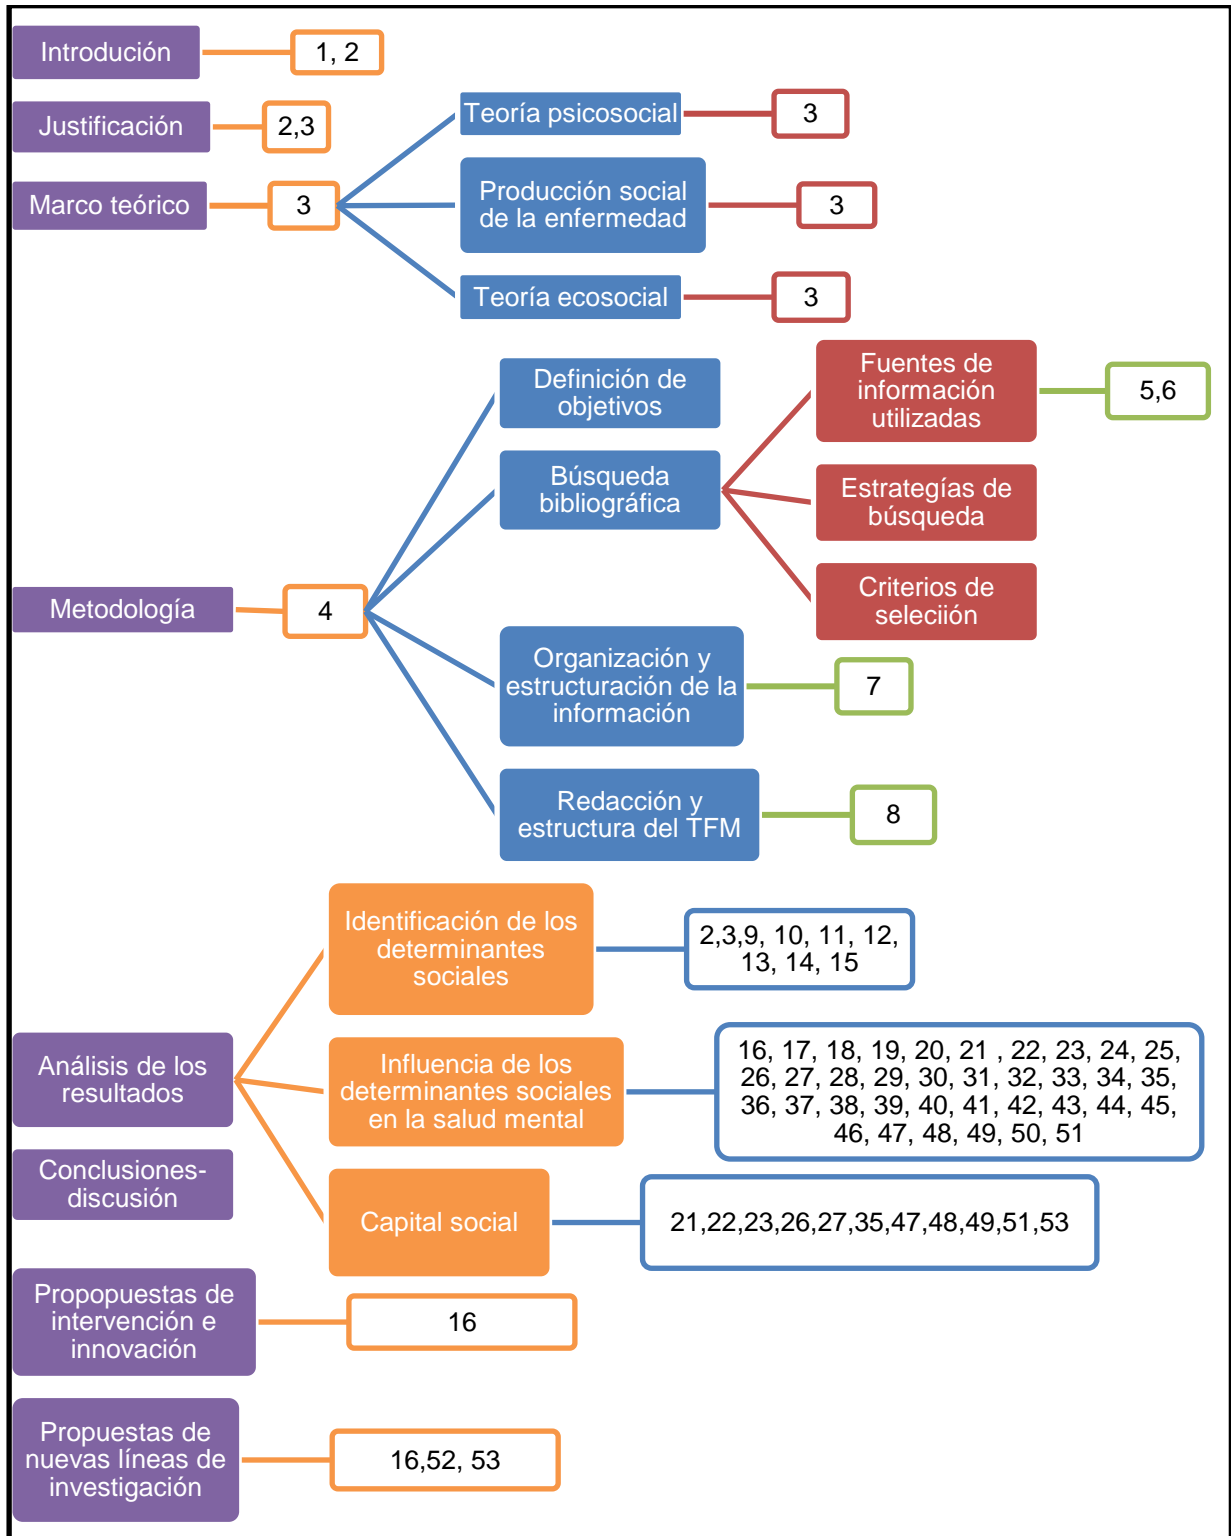 Introdución
1, 2
Justificación
2,3
Marco teórico
3
Teoría psicosocial
3
Producción social
de la enfermedad
3
Teoría ecosocial
3
Metodología
4
Definición de
objetivos
Búsqueda
bibliográfica
Fuentes de
información
utilizadas
5,6
Estrategías de
búsqueda
Criterios de
seleciión
Organización y
estructuración de la
información
7
Redacción y
estructura del TFM
8
Análisis de los
resultados
Identificación de los
determinantes
sociales
2,3,9, 10, 11, 12,
13, 14, 15
Influencia de los
determinantes sociales
en la salud mental
16, 17, 18, 19, 20, 21 , 22, 23, 24, 25,
26, 27, 28, 29, 30, 31, 32, 33, 34, 35,
36, 37, 38, 39, 40, 41, 42, 43, 44, 45,
46, 47, 48, 49, 50, 51
Capital social
21,22,23,26,27,35,47,48,49,51,53
Conclusiones-
discusión
Propopuestas de
intervención e
innovación
16
Propuestas de
nuevas líneas de
investigación
16,52, 53